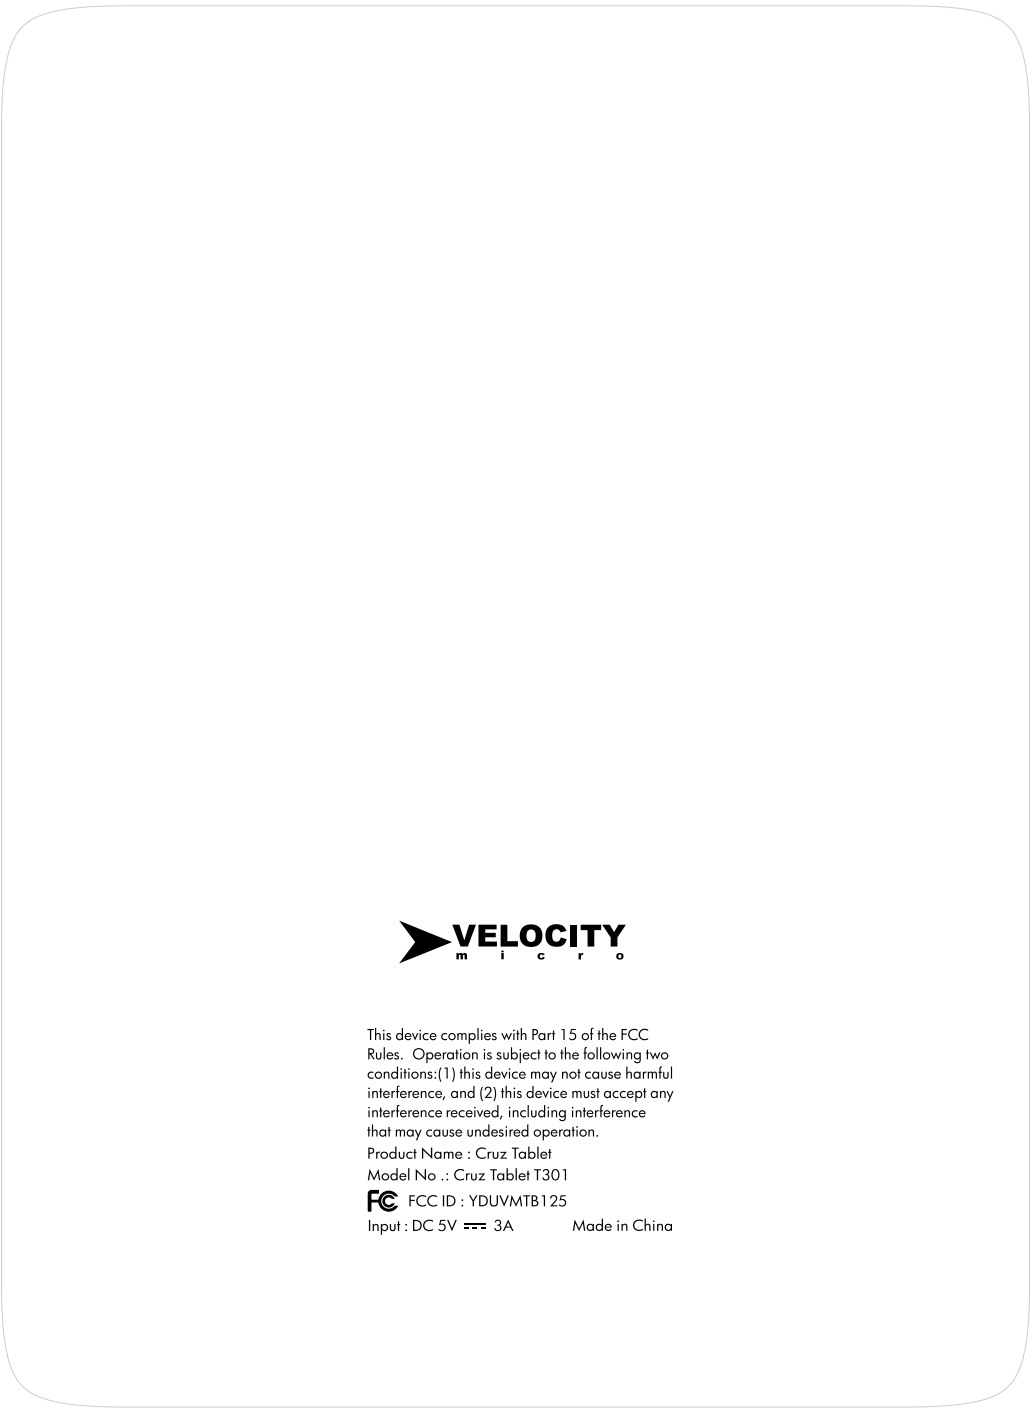 VELOCITY
micro
This device complies with Part 15 of the FCC
Rules.  Operation is subject to the following two
conditions:(1) this device may not cause harmful
interference, and (2) this device must accept any
interference received, including interference
that may cause undesired operation.
Product Name : Cruz Tablet
Model No .: Cruz Tablet T301
FC FCC ID : YDUVMTB125
Input : DC 5V ⎓ 3A Made in China